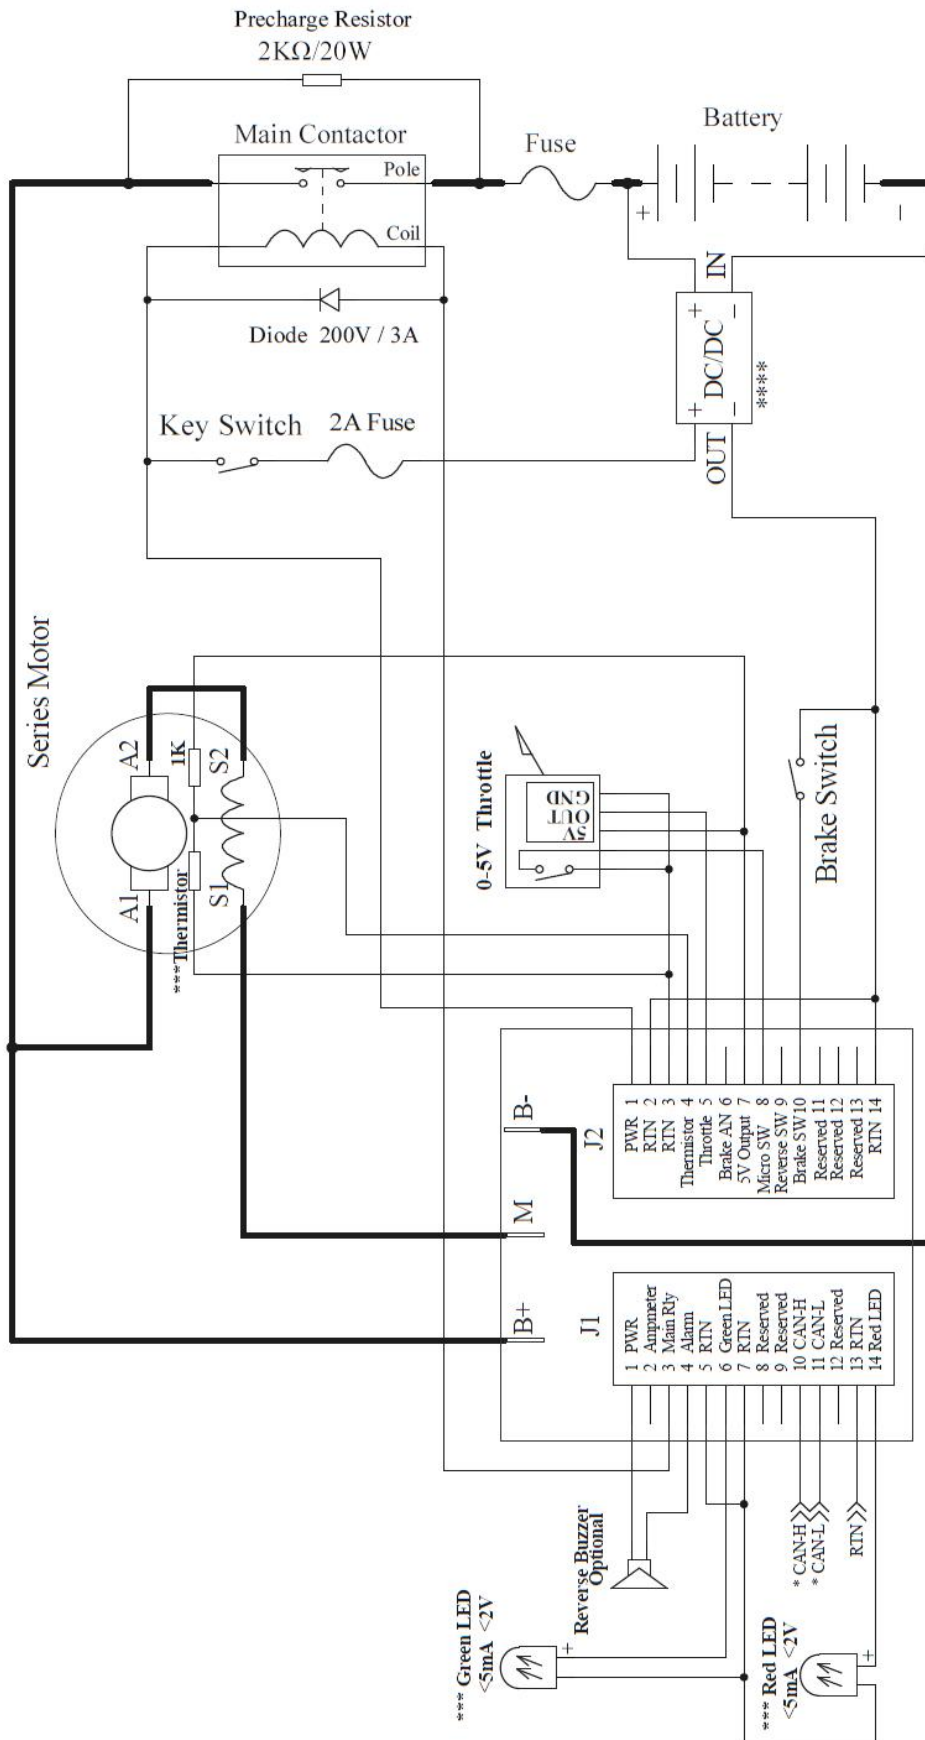 Precharge Resistor
2KΩ/20W
Main Contactor
Pole
Coil
Fuse
Battery
+
−
Diode 200V / 3A
IN
+
−
DC/DC
+
−
OUT
****
Key Switch
2A Fuse
Series Motor
A2
1K
S2
A1
***Thermistor
S1
0-5V Throttle
GND
OUT
5V
Brake Switch
B-
M
B+
J2
PWR 1
RTN 2
RTN 3
Thermistor 4
Throttle 5
Brake AN 6
5V Output 7
Micro SW 8
Reverse SW 9
Brake SW10
Reserved 11
Reserved 12
Reserved 13
RTN 14
J1
1 PWR
2 Ampmeter
3 Main Rly
4 Alarm
5 RTN
6 Green LED
7 RTN
8 Reserved
9 Reserved
10 CAN-H
11 CAN-L
12 Reserved
13 RTN
14 Red LED
Reverse Buzzer
Optional
* CAN-H
* CAN-L
RTN
*** Green LED
<5mA <2V
+
*** Red LED
<5mA <2V
+